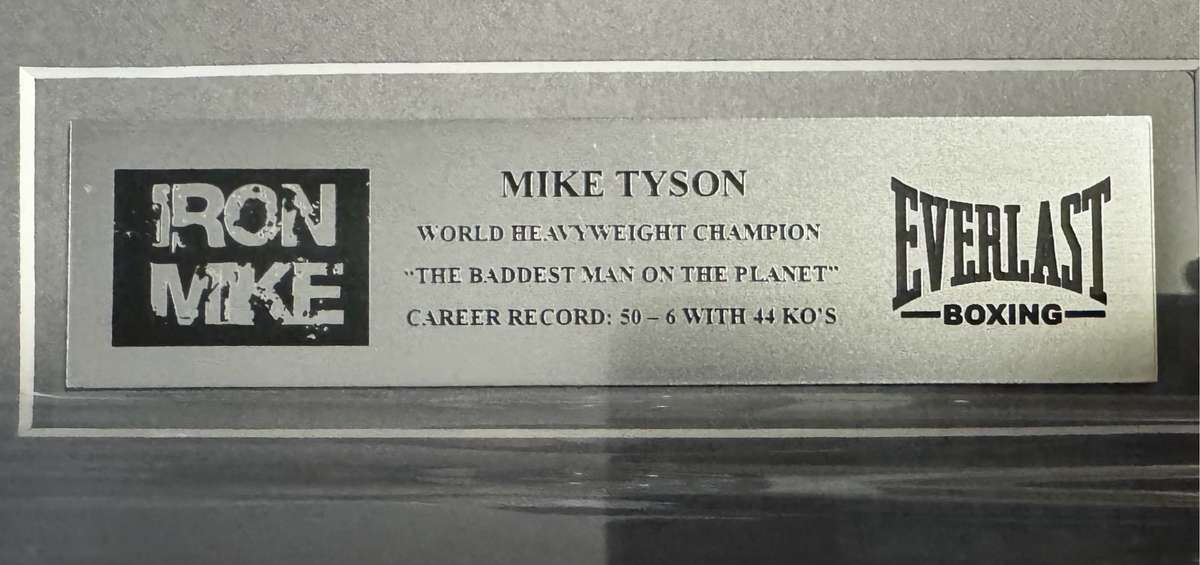 IRON
MIKE
MIKE TYSON
WORLD HEAVYWEIGHT CHAMPION
"THE BADDEST MAN ON THE PLANET"
CAREER RECORD: 50 – 6 WITH 44 KO'S
EVERLAST
BOXING